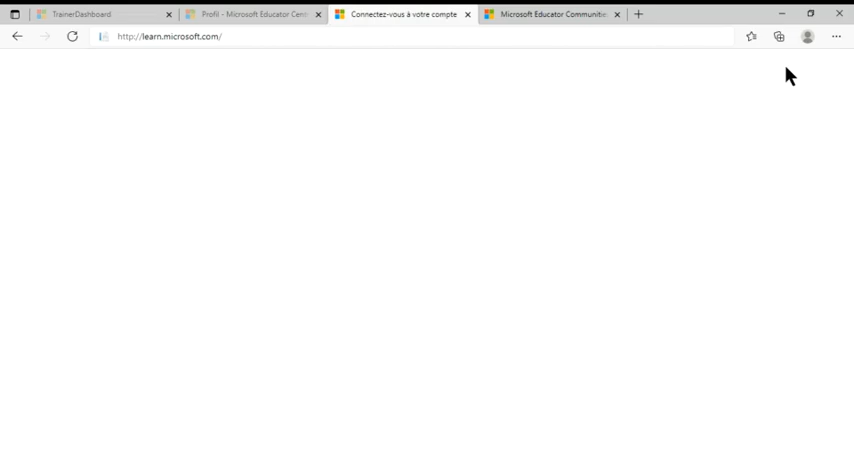 TrainerDashboard
Profil - Microsoft Educator Cent
Connectez-vous à votre compte
Microsoft Educator Communitie
http://learn.microsoft.com/